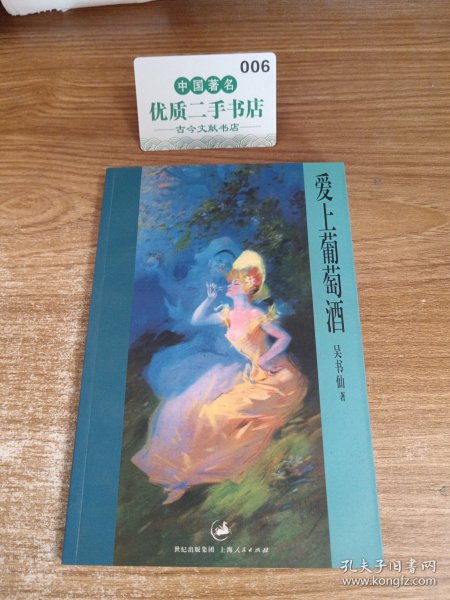 006
中国著名
优质二手书店
古今文献书店
爱上葡萄酒
吴书仙 著
世纪出版集团 上海人民出版社
孔夫子旧书网
www.kongfz.com